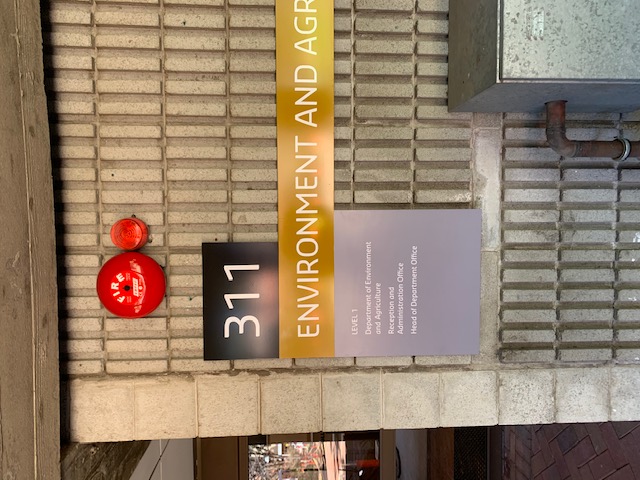 FIRE
311
ENVIRONMENT AND AGR
LEVEL 1
Department of Environment
and Agriculture
Reception and
Administration Office
Head of Department Office